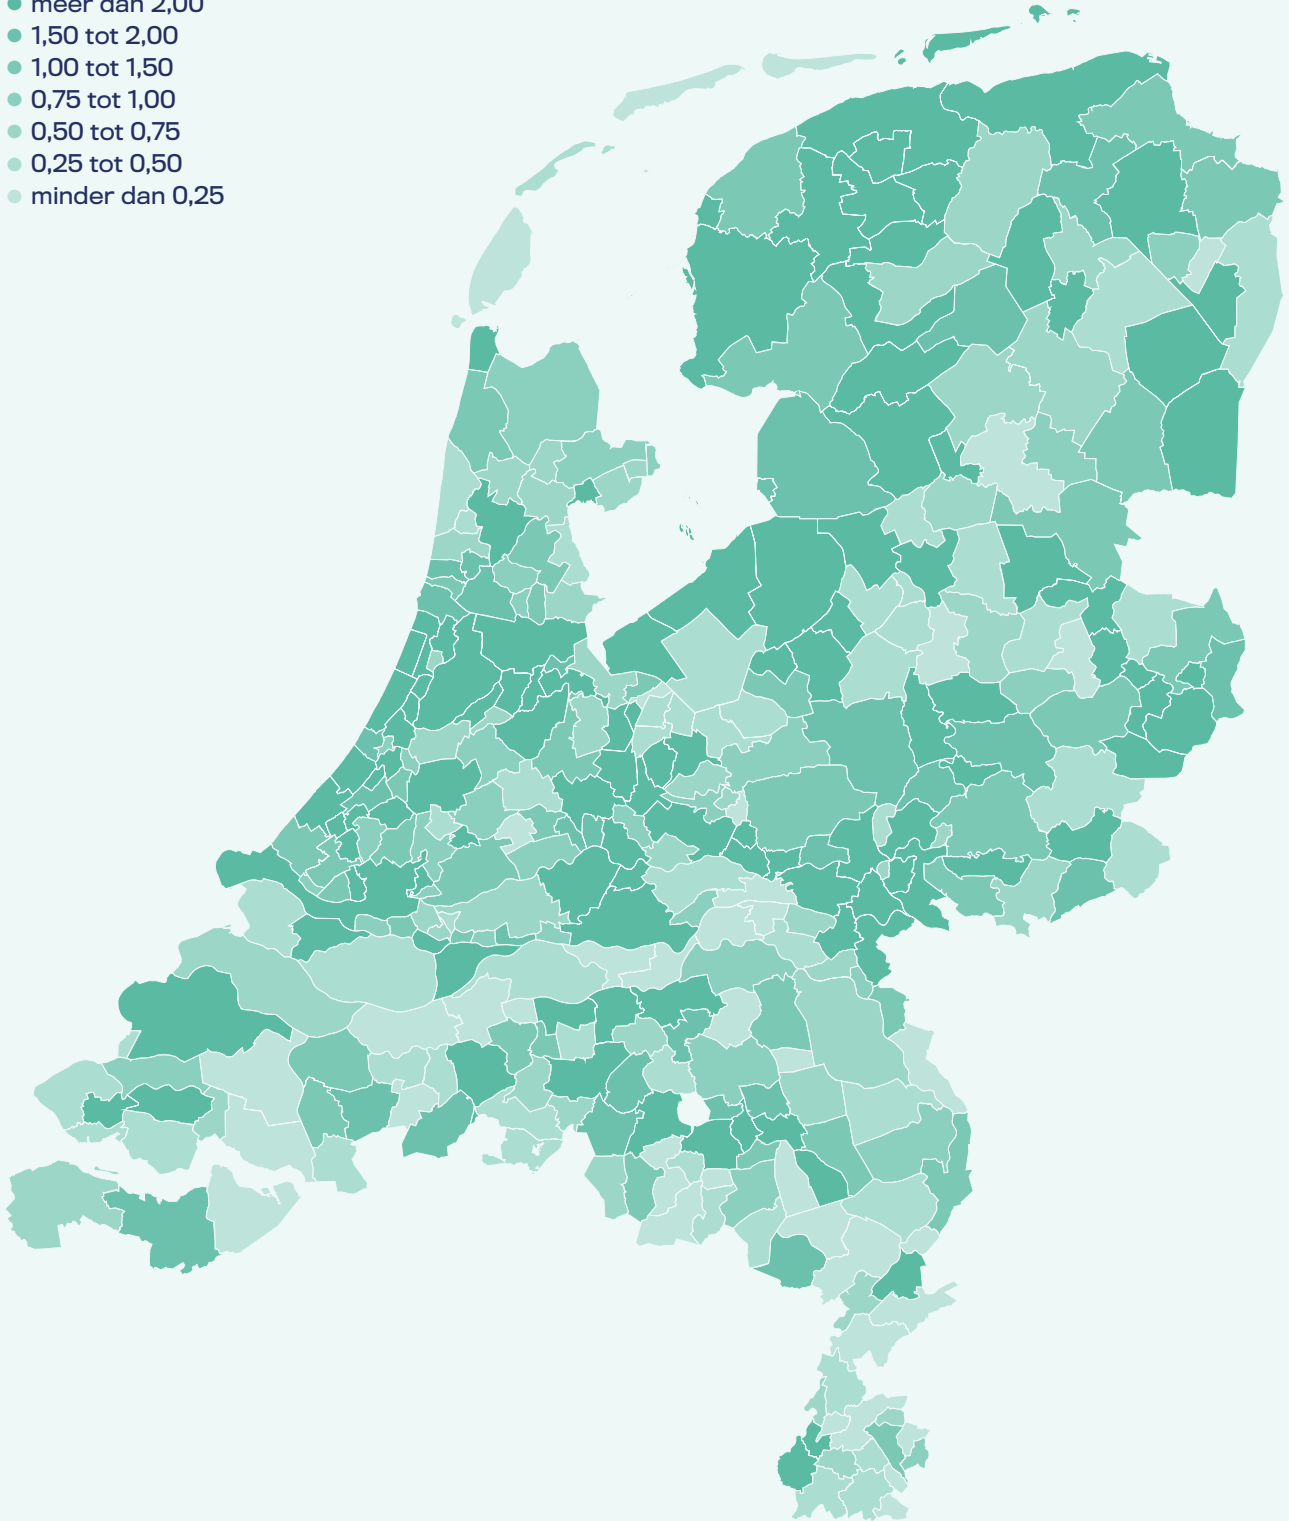 meer dan 2,00
1,50 tot 2,00
1,00 tot 1,50
0,75 tot 1,00
0,50 tot 0,75
0,25 tot 0,50
minder dan 0,25